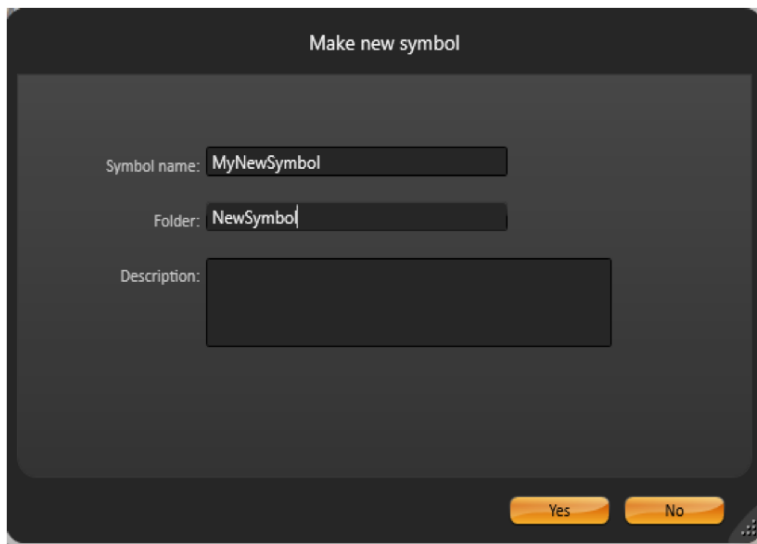 Make new symbol
Symbol name: MyNewSymbol
Folder: NewSymbol
Description:
Yes No